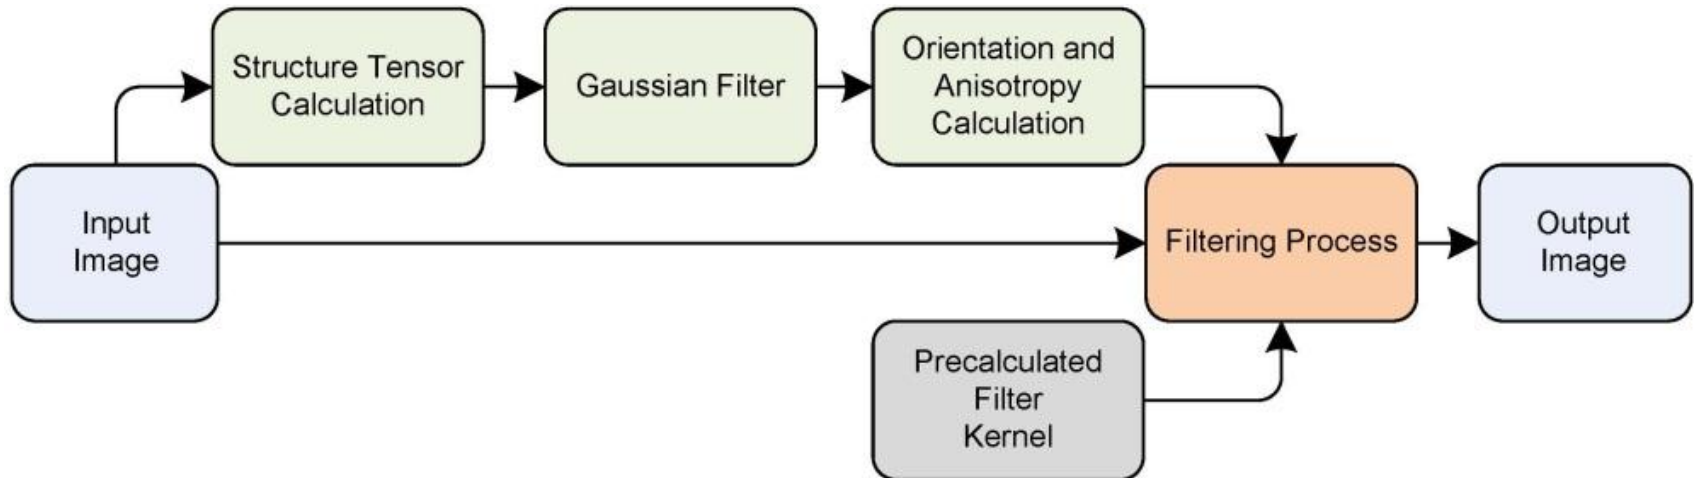 Structure Tensor
Calculation
Gaussian Filter
Orientation and
Anisotropy
Calculation
Input
Image
Filtering Process
Output
Image
Precalculated
Filter
Kernel